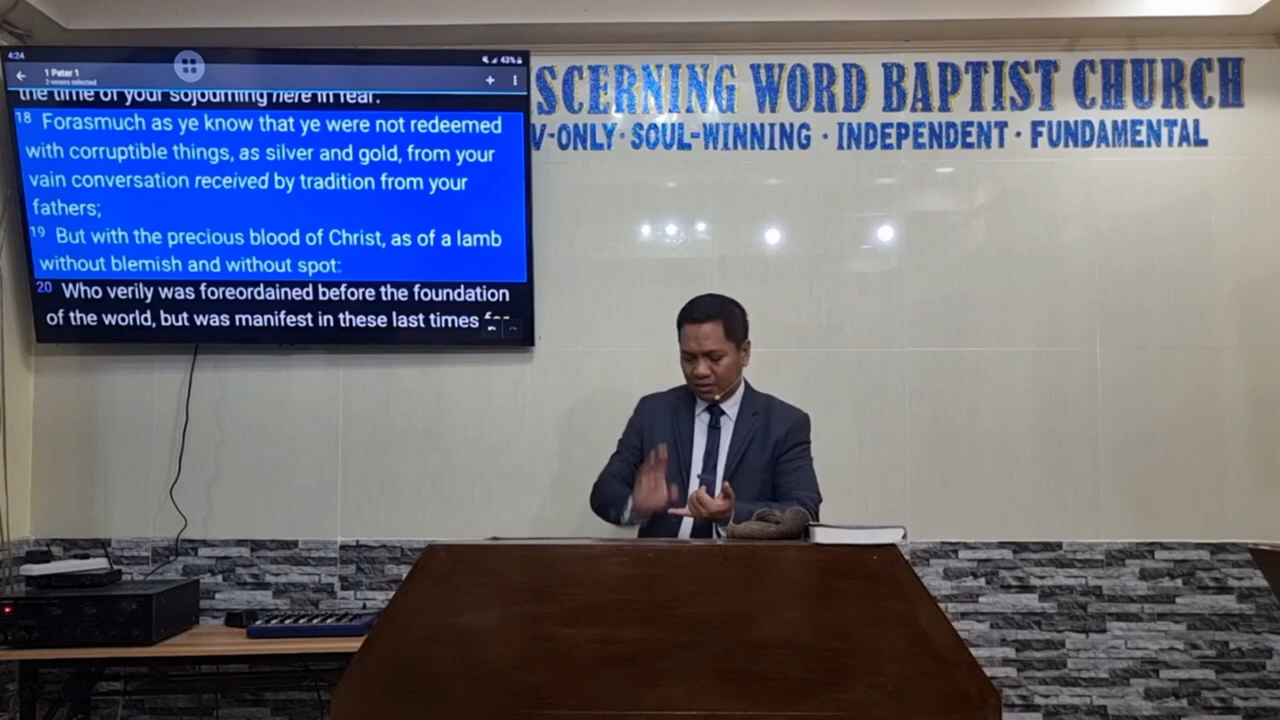 4:24
43%
1 Peter 1
2 verses selected
the time of your sojourning here in fear.
18 Forasmuch as ye know that ye were not redeemed
with corruptible things, as silver and gold, from your
vain conversation received by tradition from your
fathers;
19 But with the precious blood of Christ, as of a lamb
without blemish and without spot:
20 Who verily was foreordained before the foundation
of the world, but was manifest in these last times
SCERNING WORD BAPTIST CHURCH
V-ONLY · SOUL-WINNING · INDEPENDENT · FUNDAMENTAL